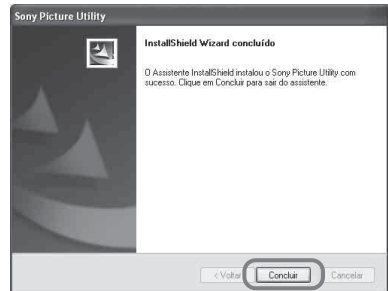 Sony Picture Utility
InstallShield Wizard concluído
O Assistente InstallShield instalou o Sony Picture Utility com
sucesso. Clique em Concluir para sair do assistente.
< Voltar
Concluir
Cancelar